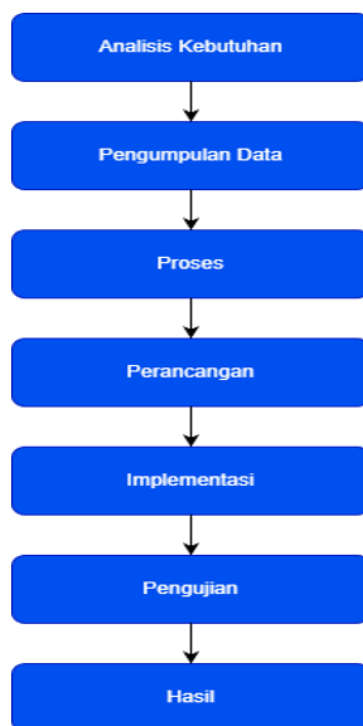 Analisis Kebutuhan
Pengumpulan Data
Proses
Perancangan
Implementasi
Pengujian
Hasil